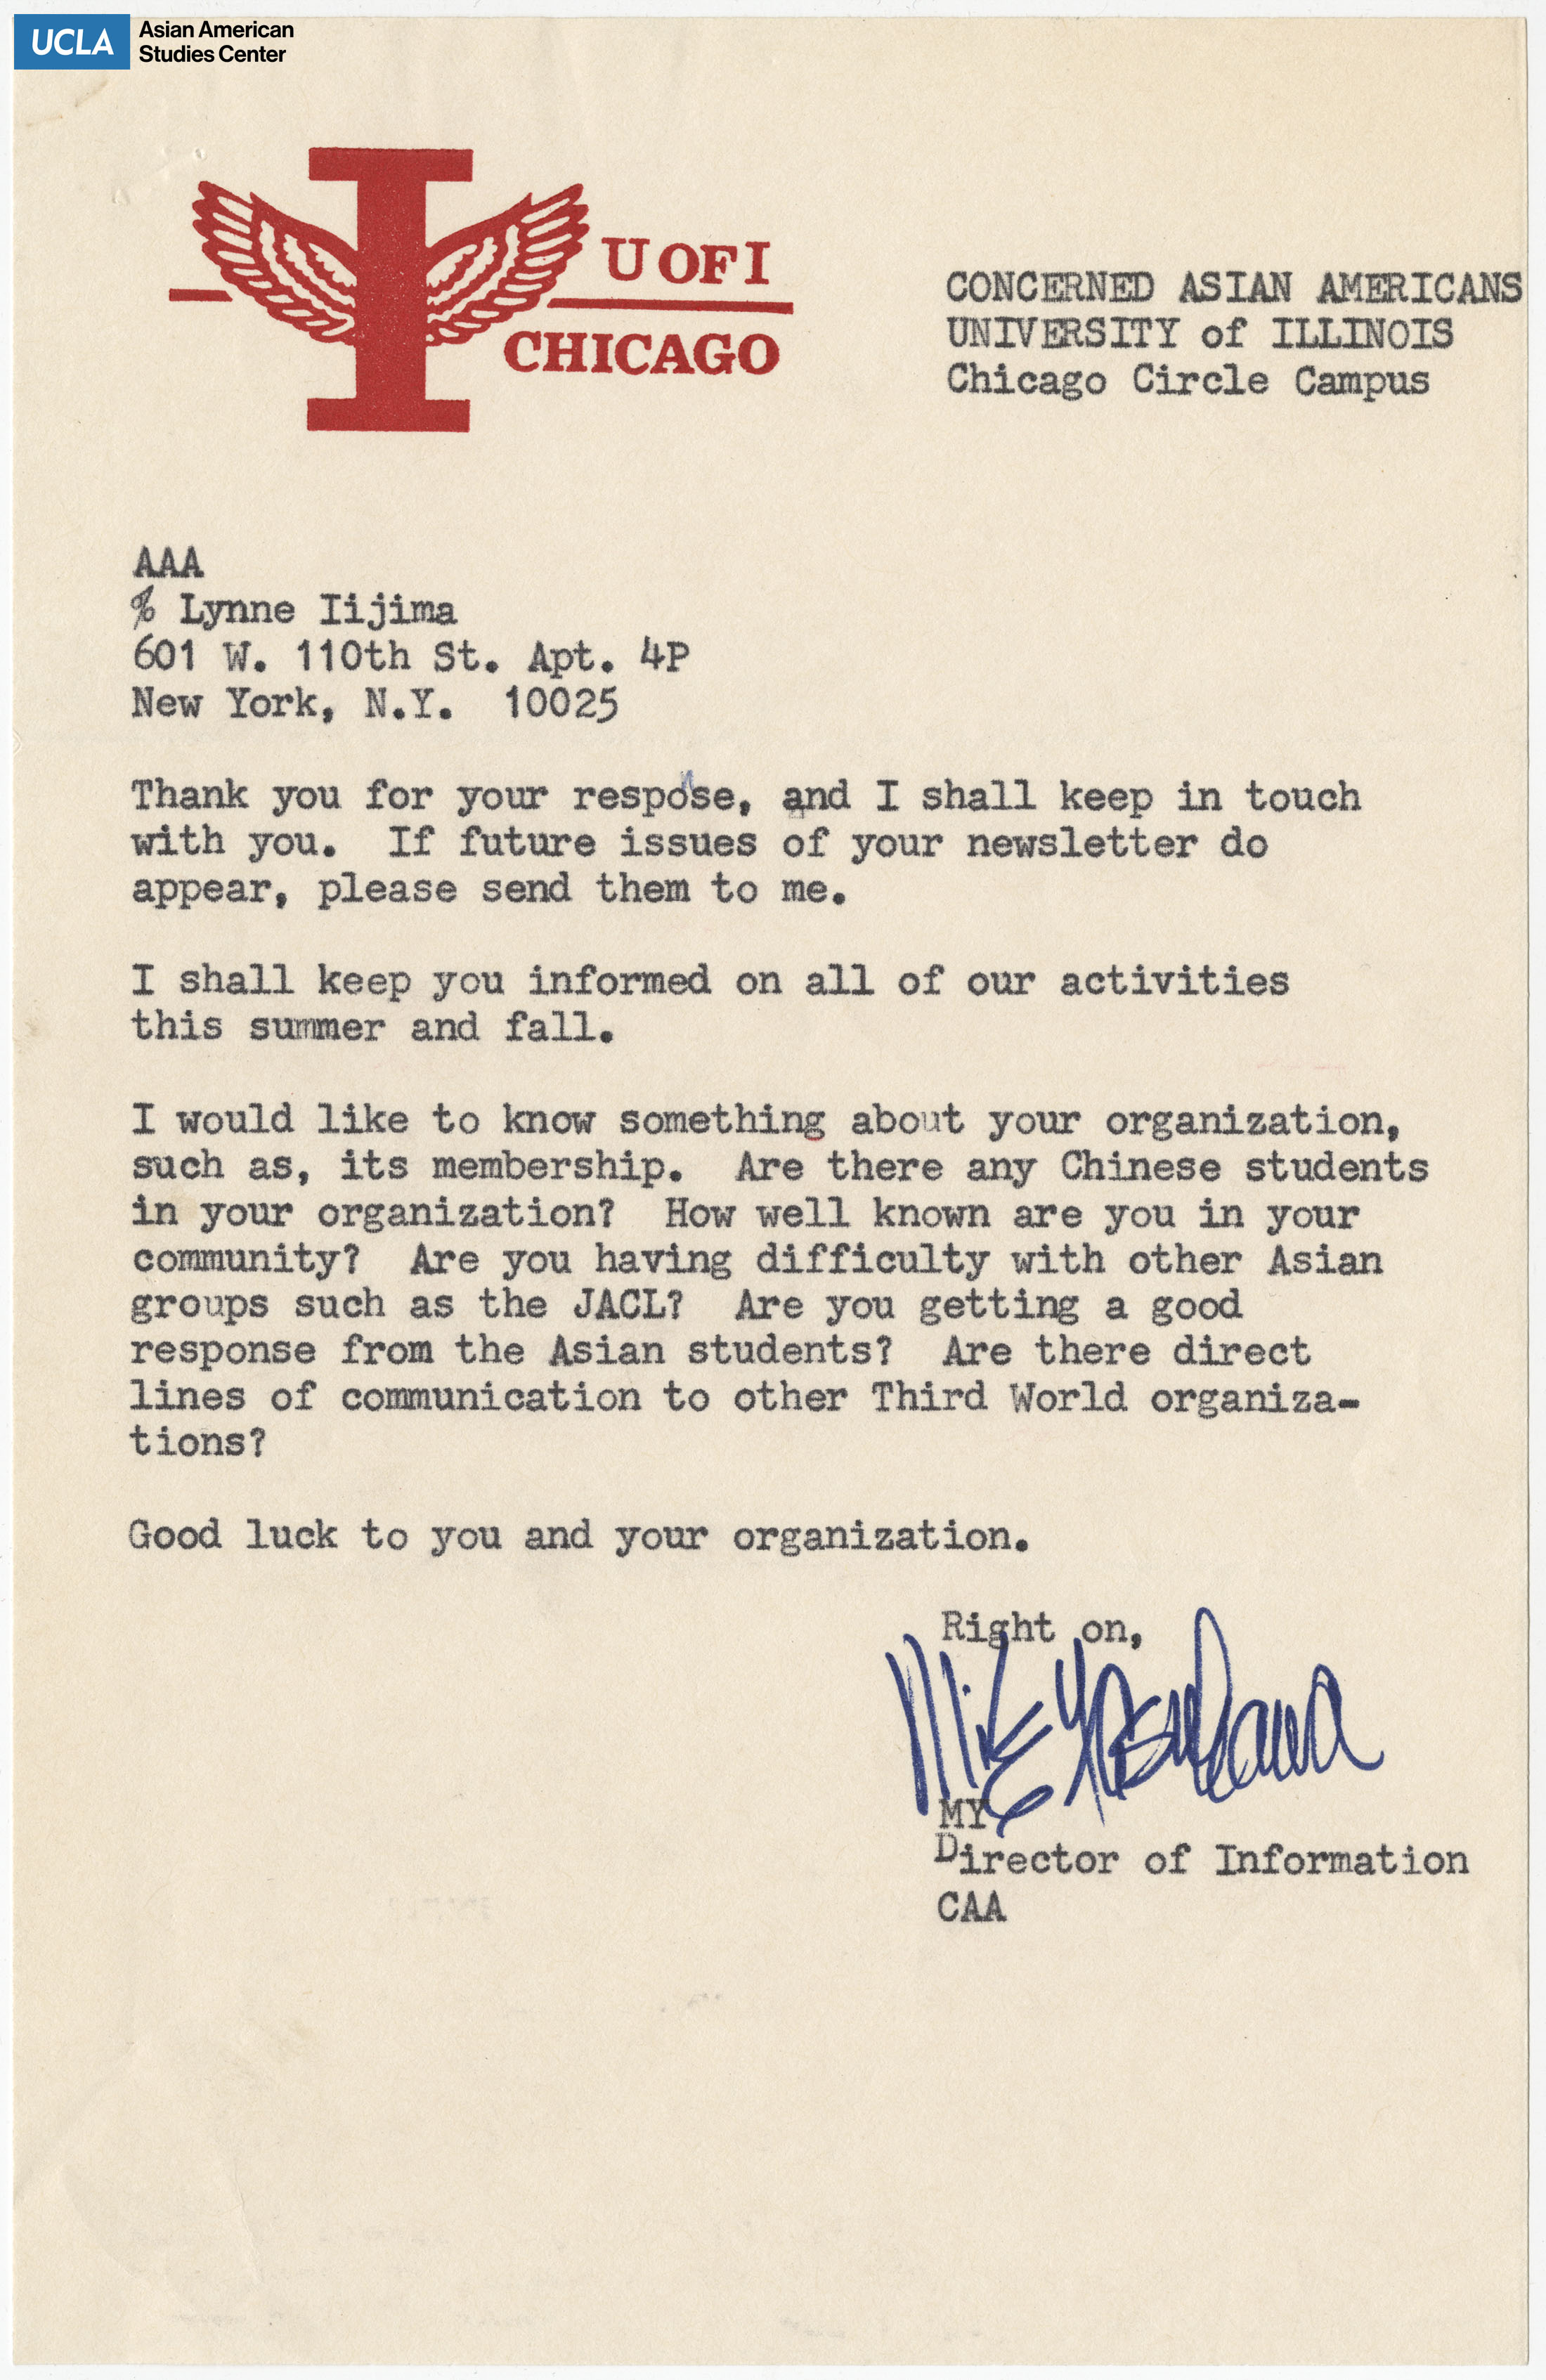 UCLA Asian American
Studies Center
U OF I
CHICAGO
CONCERNED ASIAN AMERICANS
UNIVERSITY of ILLINOIS
Chicago Circle Campus
AAA
% Lynne Iijima
601 W. 110th St. Apt. 4P
New York, N.Y. 10025
Thank you for your response, and I shall keep in touch
with you. If future issues of your newsletter do
appear, please send them to me.
I shall keep you informed on all of our activities
this summer and fall.
I would like to know something about your organization,
such as, its membership. Are there any Chinese students
in your organization? How well known are you in your
community? Are you having difficulty with other Asian
groups such as the JACL? Are you getting a good
response from the Asian students? Are there direct
lines of communication to other Third World organiza-
tions?
Good luck to you and your organization.
Right on,
Mike
MY
Director of Information
CAA